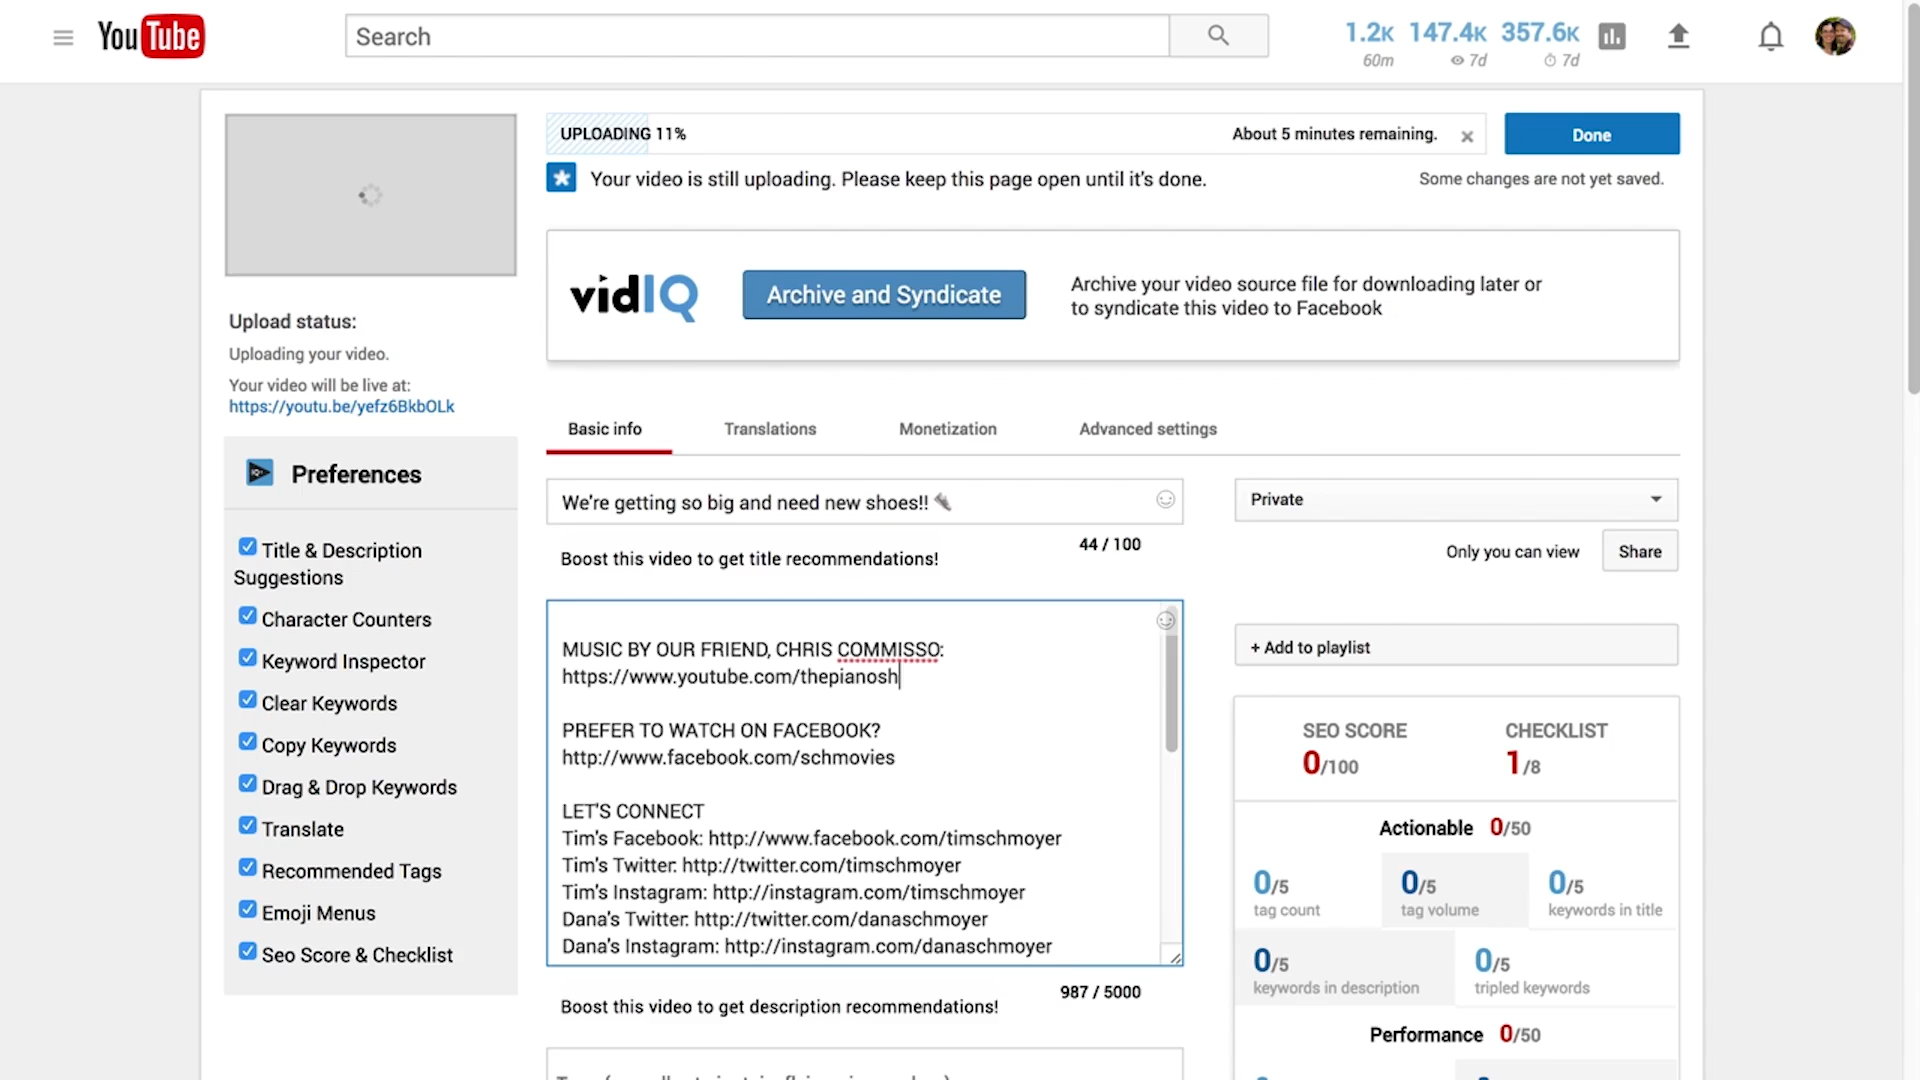 YouTube
Search
1.2K 147.4K 357.6K
60m 7d 7d
UPLOADING 11%
About 5 minutes remaining.
Done
Your video is still uploading. Please keep this page open until it's done.
Some changes are not yet saved.
vidIQ
Archive and Syndicate
Archive your video source file for downloading later or
to syndicate this video to Facebook
Upload status:
Uploading your video.
Your video will be live at:
https://youtu.be/yefz6BkbOLk
Preferences
Title & Description
Suggestions
Character Counters
Keyword Inspector
Clear Keywords
Copy Keywords
Drag & Drop Keywords
Translate
Recommended Tags
Emoji Menus
Seo Score & Checklist
Basic info
Translations
Monetization
Advanced settings
We're getting so big and need new shoes!!
44 / 100
Boost this video to get title recommendations!
MUSIC BY OUR FRIEND, CHRIS COMMISSO:
https://www.youtube.com/thepianosh
PREFER TO WATCH ON FACEBOOK?
http://www.facebook.com/schmovies
LET'S CONNECT
Tim's Facebook: http://www.facebook.com/timschmoyer
Tim's Twitter: http://twitter.com/timschmoyer
Tim's Instagram: http://instagram.com/timschmoyer
Dana's Twitter: http://twitter.com/danaschmoyer
Dana's Instagram: http://instagram.com/danaschmoyer
987 / 5000
Boost this video to get description recommendations!
Private
Only you can view
Share
+ Add to playlist
SEO SCORE
0/100
CHECKLIST
1/8
Actionable 0/50
0/5
tag count
0/5
tag volume
0/5
keywords in title
0/5
keywords in description
0/5
tripled keywords
Performance 0/50